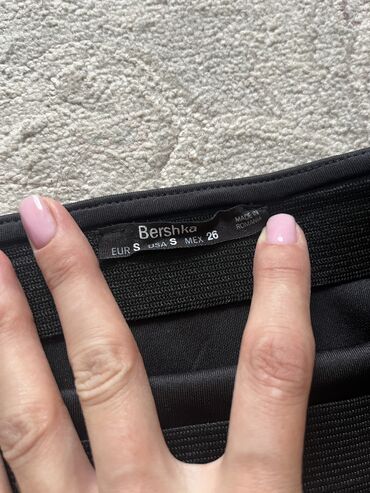 Bershka
EUR S USA S MEX 26
MADE IN
ROMANIA